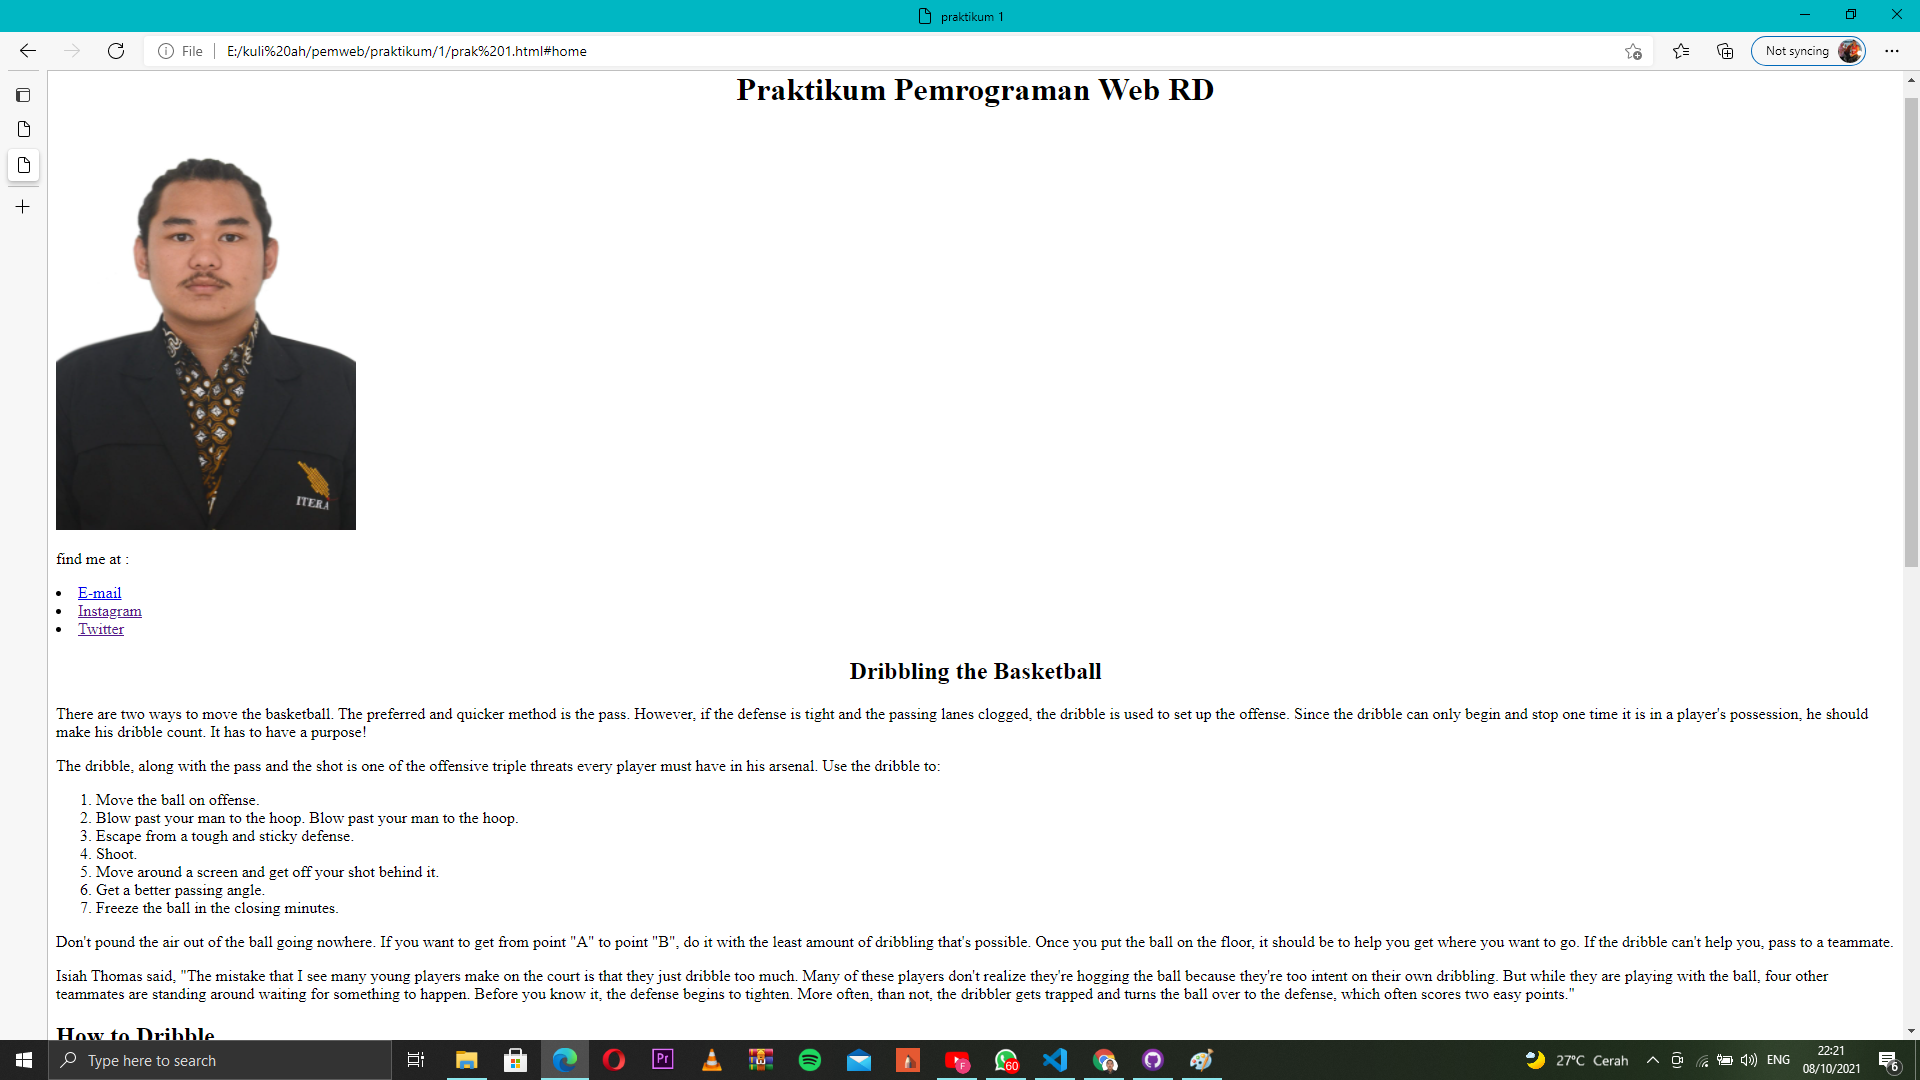 praktikum 1
File
E:/kuli%20ah/pemweb/praktikum/1/prak%201.html#home
Not syncing
Praktikum Pemrograman Web RD
ITERA
find me at :
E-mail
Instagram
Twitter
Dribbling the Basketball
There are two ways to move the basketball. The preferred and quicker method is the pass. However, if the defense is tight and the passing lanes clogged, the dribble is used to set up the offense. Since the dribble can only begin and stop one time it is in a player's possession, he should
make his dribble count. It has to have a purpose!
The dribble, along with the pass and the shot is one of the offensive triple threats every player must have in his arsenal. Use the dribble to:
1. Move the ball on offense.
2. Blow past your man to the hoop. Blow past your man to the hoop.
3. Escape from a tough and sticky defense.
4. Shoot.
5. Move around a screen and get off your shot behind it.
6. Get a better passing angle.
7. Freeze the ball in the closing minutes.
Don't pound the air out of the ball going nowhere. If you want to get from point "A" to point "B", do it with the least amount of dribbling that's possible. Once you put the ball on the floor, it should be to help you get where you want to go. If the dribble can't help you, pass to a teammate.
Isiah Thomas said, "The mistake that I see many young players make on the court is that they just dribble too much. Many of these players don't realize they're hogging the ball because they're too intent on their own dribbling. But while they are playing with the ball, four other
teammates are standing around waiting for something to happen. Before you know it, the defense begins to tighten. More often, than not, the dribbler gets trapped and turns the ball over to the defense, which often scores two easy points."
How to Dribble
Type here to search
Pr
F
60
27°C Cerah
ENG
22:21
08/10/2021
6